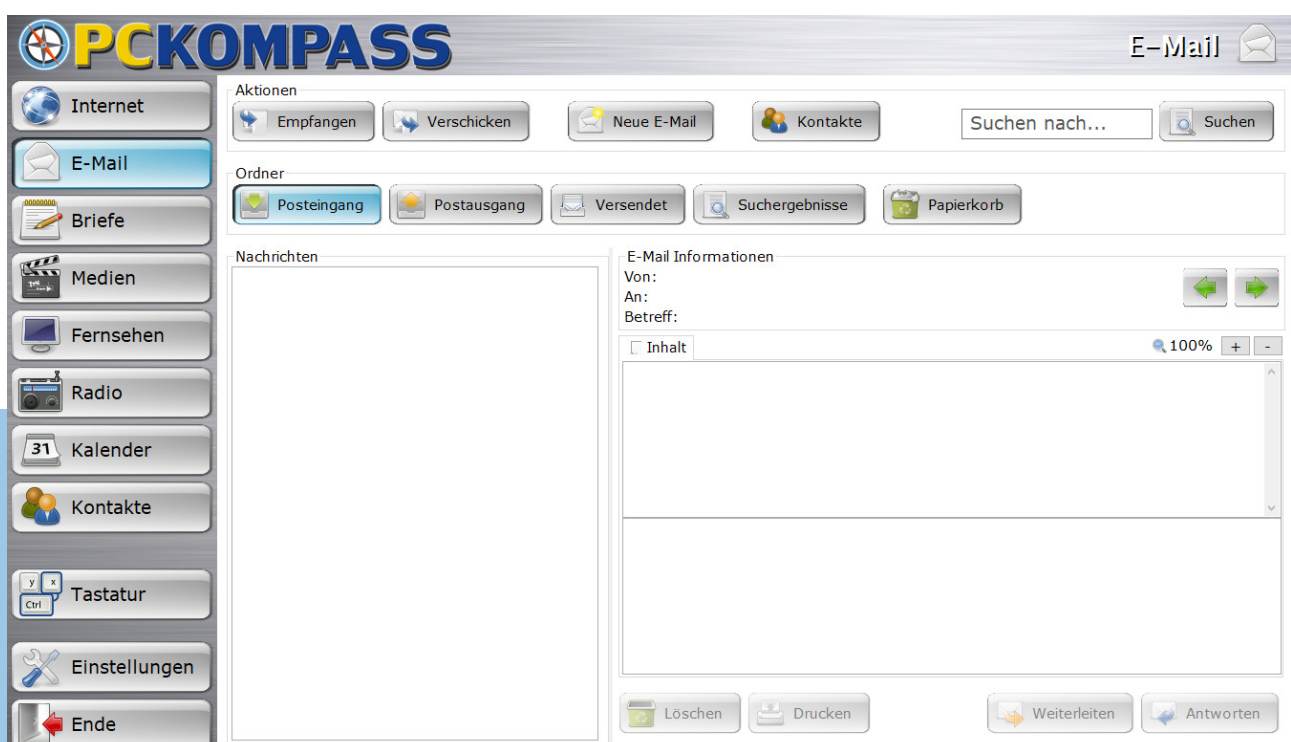 PCKOMPASS
E-Mail
Internet
E-Mail
Briefe
Medien
Fernsehen
Radio
31 Kalender
Kontakte
y x
Ctrl
Tastatur
Einstellungen
Ende
Aktionen
Empfangen Verschicken Neue E-Mail Kontakte Suchen nach... Suchen
Ordner
Posteingang Postausgang Versendet Suchergebnisse Papierkorb
Nachrichten
E-Mail Informationen
Von:
An:
Betreff:
Inhalt 100% + -
Löschen Drucken Weiterleiten Antworten